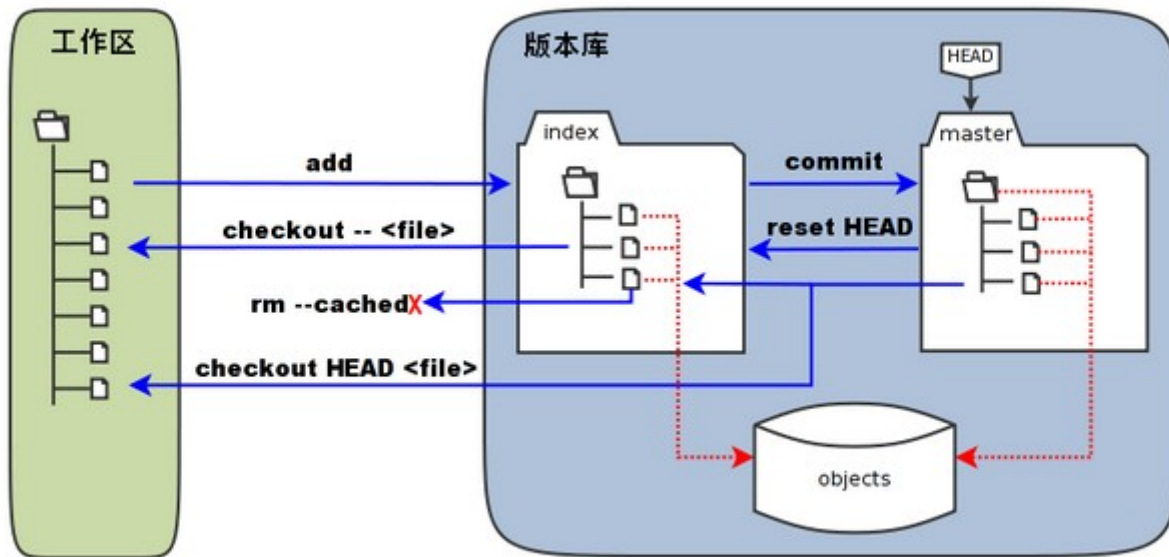 工作区
版本库
HEAD
index
master
add
commit
checkout -- <file>
reset HEAD
rm --cachedX
checkout HEAD <file>
objects